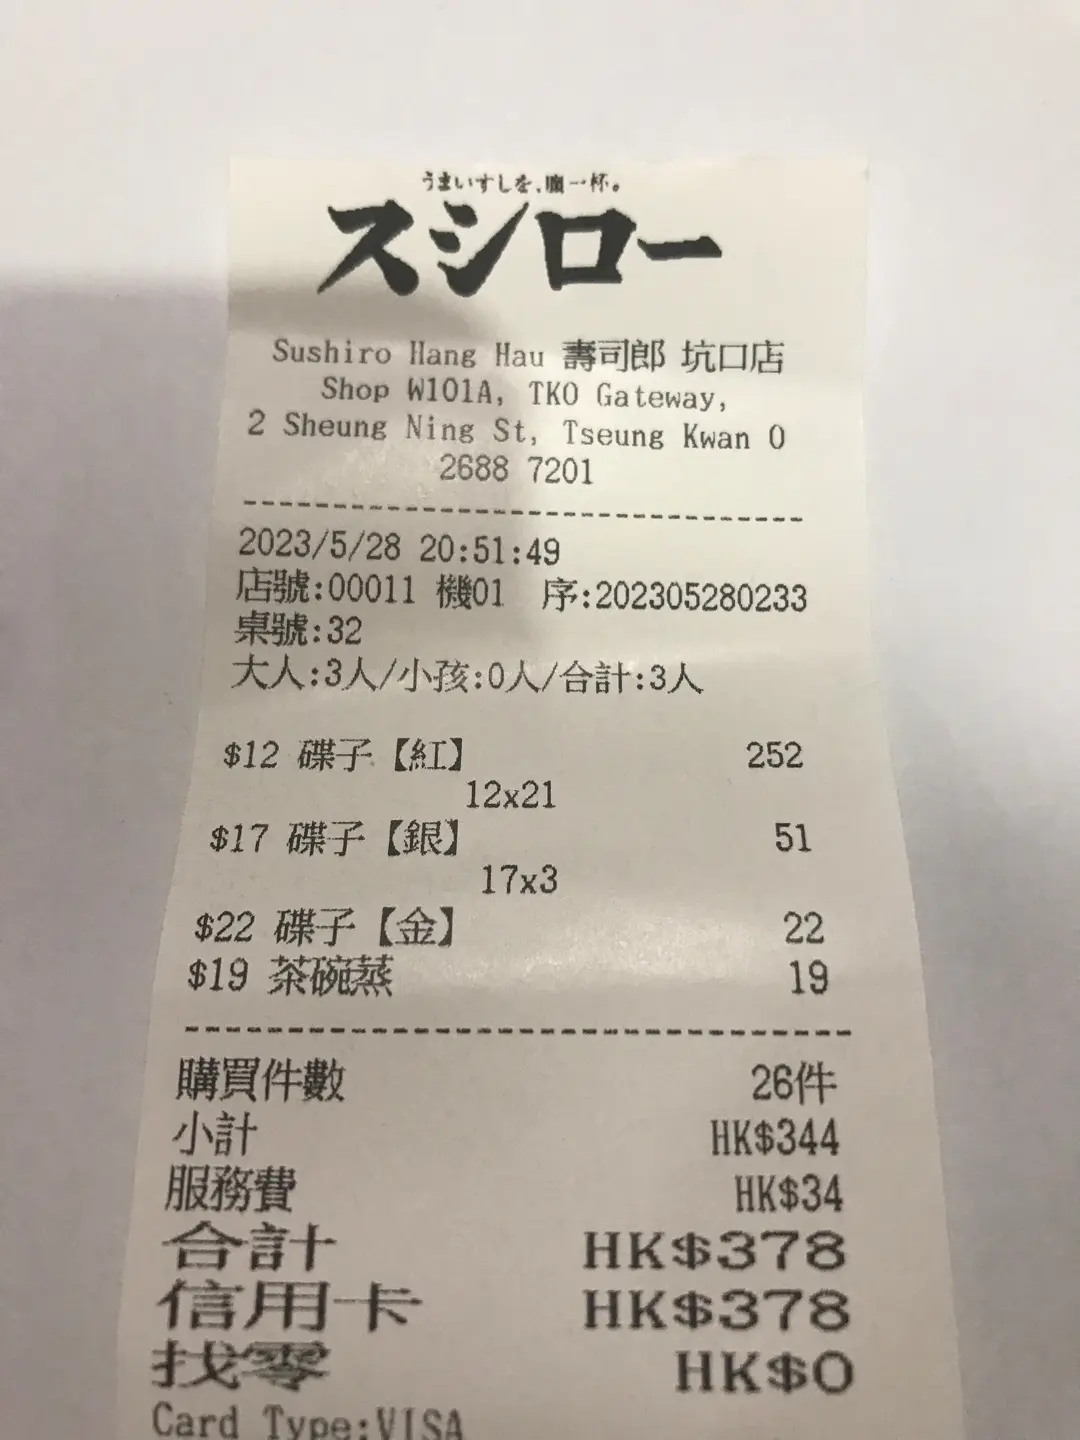 うまいすしを、腹一杯。
スシロー
Sushiro Hang Hau 壽司郎 坑口店
Shop W101A, TKO Gateway,
2 Sheung Ning St, Tseung Kwan O
2688 7201
2023/5/28 20:51:49
店號:00011 機01 序:202305280233
桌號:32
大人:3人/小孩:0人/合計:3人
$12 碟子【紅】 252
12x21
$17 碟子【銀】 51
17x3
$22 碟子【金】 22
$19 茶碗蒸 19
購買件數 26件
小計 HK$344
服務費 HK$34
合計 HK$378
信用卡 HK$378
找零 HK$0
Card Type:VISA